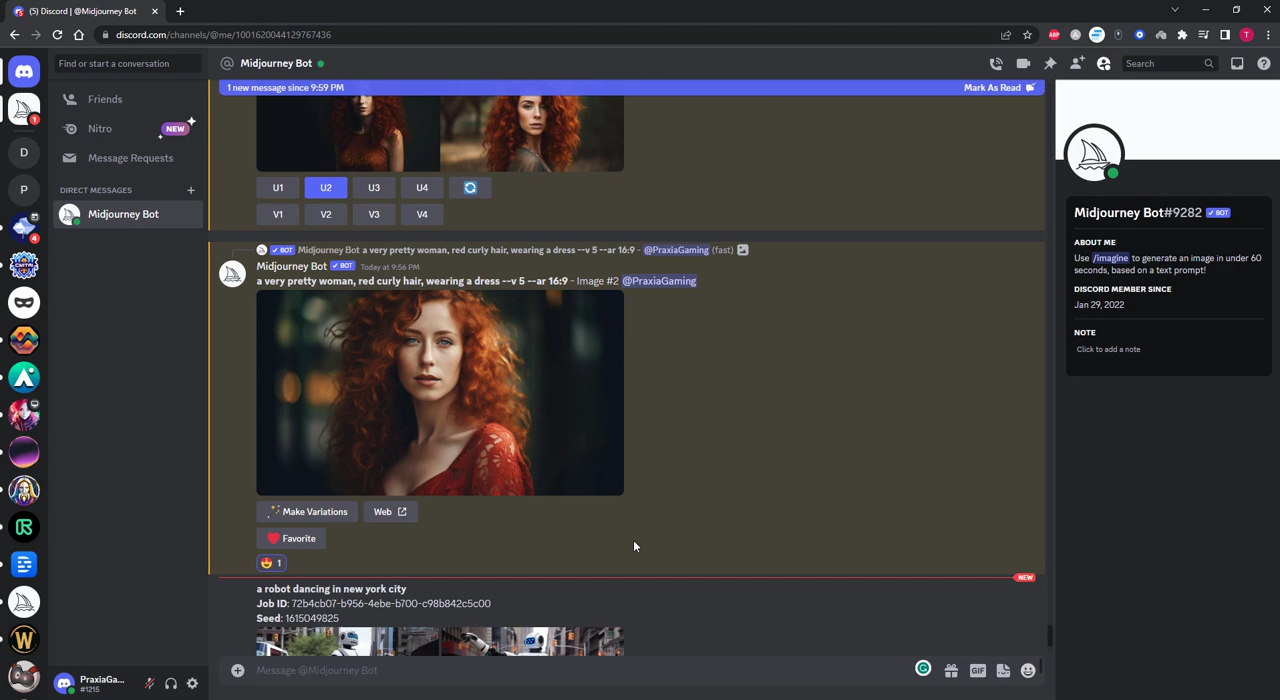 (5) Discord | @Midjourney Bot
discord.com/channels/@me/1001620044129767436
ABP
T
Find or start a conversation
Midjourney Bot
Search
1 new message since 9:59 PM
Mark As Read
Friends
Nitro
NEW
Message Requests
DIRECT MESSAGES
Midjourney Bot
1
D
P
4
W
U1
U2
U3
U4
V1
V2
V3
V4
BOT Midjourney Bot a very pretty woman, red curly hair, wearing a dress --v 5 --ar 16:9 - @PraxiaGaming (fast)
Midjourney Bot BOT Today at 9:56 PM
a very pretty woman, red curly hair, wearing a dress --v 5 --ar 16:9 - Image #2 @PraxiaGaming
Make Variations
Web
Favorite
1
NEW
a robot dancing in new york city
Job ID: 72b4cb07-b956-4ebe-b700-c98b842c5c00
Seed: 1615049825
Message @Midjourney Bot
GIF
PraxiaGa...
#1215
Midjourney Bot#9282 BOT
ABOUT ME
Use /imagine to generate an image in under 60
seconds, based on a text prompt!
DISCORD MEMBER SINCE
Jan 29, 2022
NOTE
Click to add a note